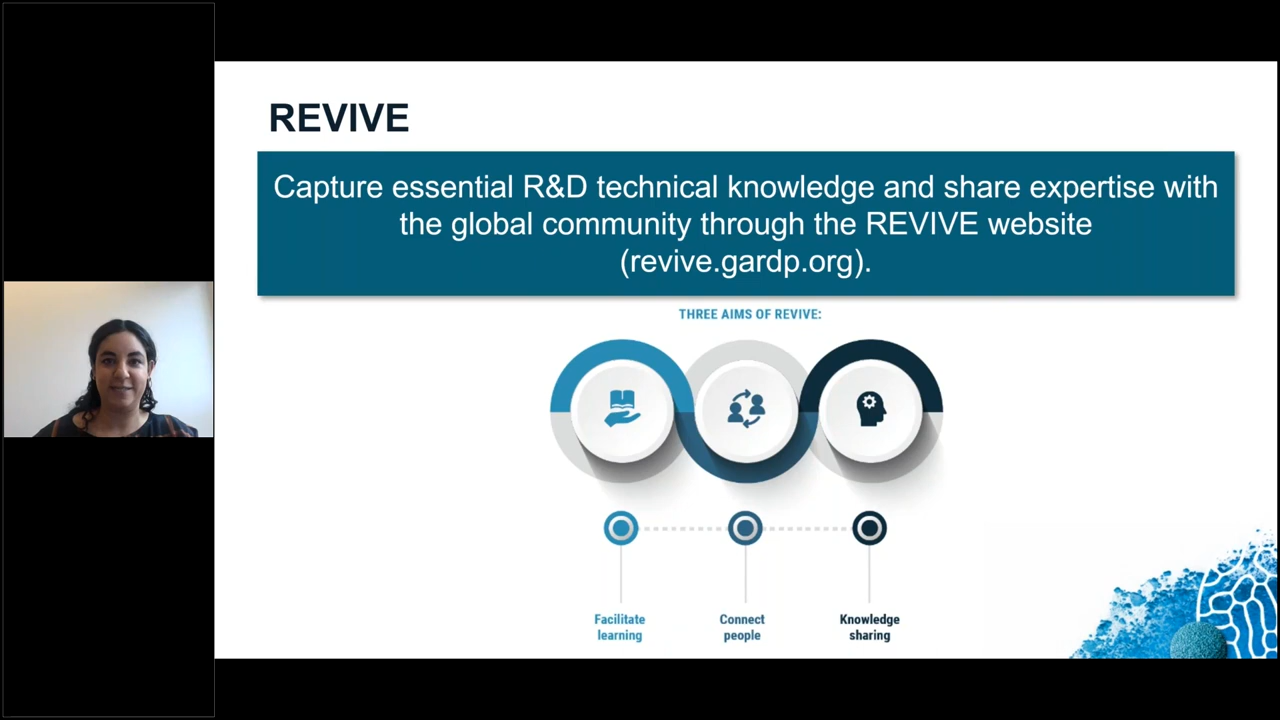 REVIVE
Capture essential R&D technical knowledge and share expertise with
the global community through the REVIVE website
(revive.gardp.org).
THREE AIMS OF REVIVE:
Facilitate
learning
Connect
people
Knowledge
sharing